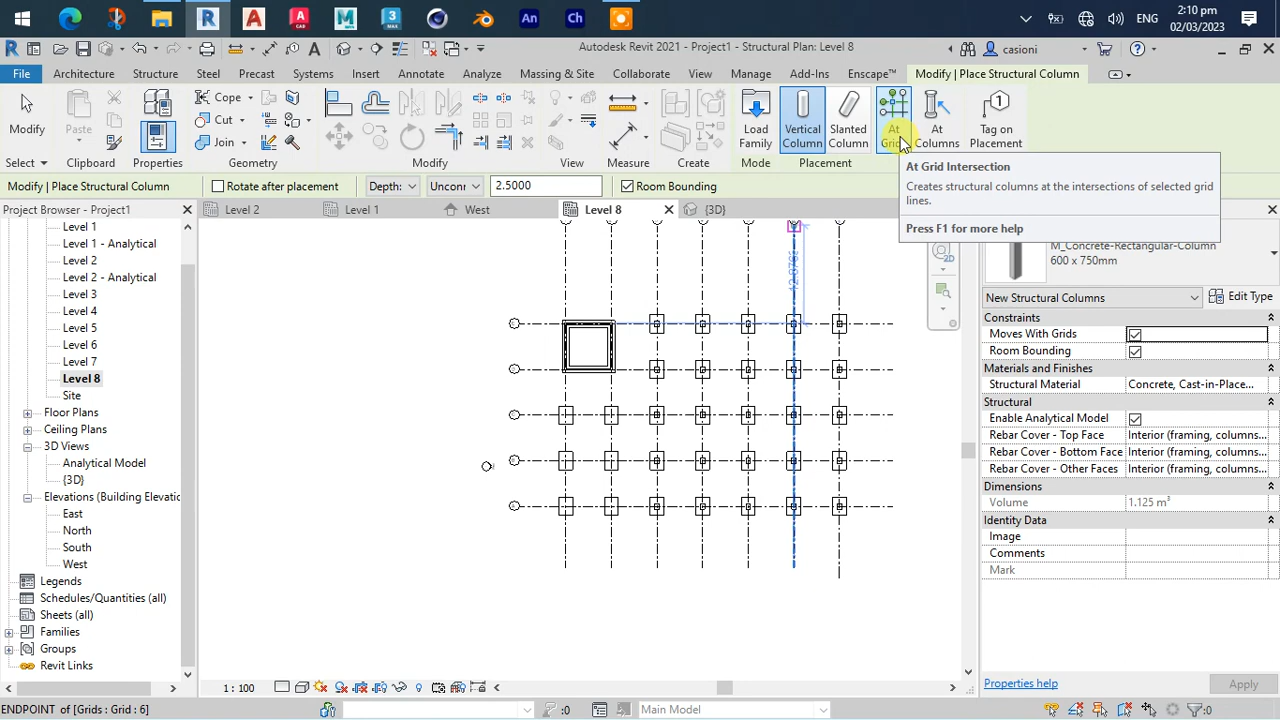 2:10 pm
ENG
02/03/2023
An
Ch
Autodesk Revit 2021 - Project1 - Structural Plan: Level 8
casioni
File
Architecture
Structure
Steel
Precast
Systems
Insert
Annotate
Analyze
Massing & Site
Collaborate
View
Manage
Add-Ins
Enscape™
Modify | Place Structural Column
Modify
Paste
Cope
Cut
Join
Load
Family
Vertical
Column
Slanted
Column
At
Grids
At
Columns
Tag on
Placement
Select
Properties
Clipboard
Geometry
Modify
View
Measure
Create
Mode
Placement
At Grid Intersection
Creates structural columns at the intersections of selected grid
lines.
Press F1 for more help
Modify | Place Structural Column
Rotate after placement
Depth:
Unconr
2.5000
Room Bounding
Project Browser - Project1
Level 2
Level 1
West
Level 8
{3D}
Level 1
Level 1 - Analytical
Level 2
Level 2 - Analytical
Level 3
Level 4
Level 5
Level 6
Level 7
Level 8
Site
Floor Plans
Ceiling Plans
3D Views
Analytical Model
{3D}
Elevations (Building Elevatic
East
North
South
West
Legends
Schedules/Quantities (all)
Sheets (all)
Families
Groups
Revit Links
2D
M_Concrete-Rectangular-Column
600 x 750mm
New Structural Columns
Edit Type
Constraints
Moves With Grids
Room Bounding
Materials and Finishes
Structural Material
Concrete, Cast-in-Place...
Structural
Enable Analytical Model
Rebar Cover - Top Face
Interior (framing, columns...
Rebar Cover - Bottom Face
Interior (framing, columns...
Rebar Cover - Other Faces
Interior (framing, columns...
Dimensions
Volume
1.125 m³
Identity Data
Image
Comments
Mark
Properties help
Apply
1 : 100
ENDPOINT of [Grids : Grid : 6]
:0
Main Model
:0